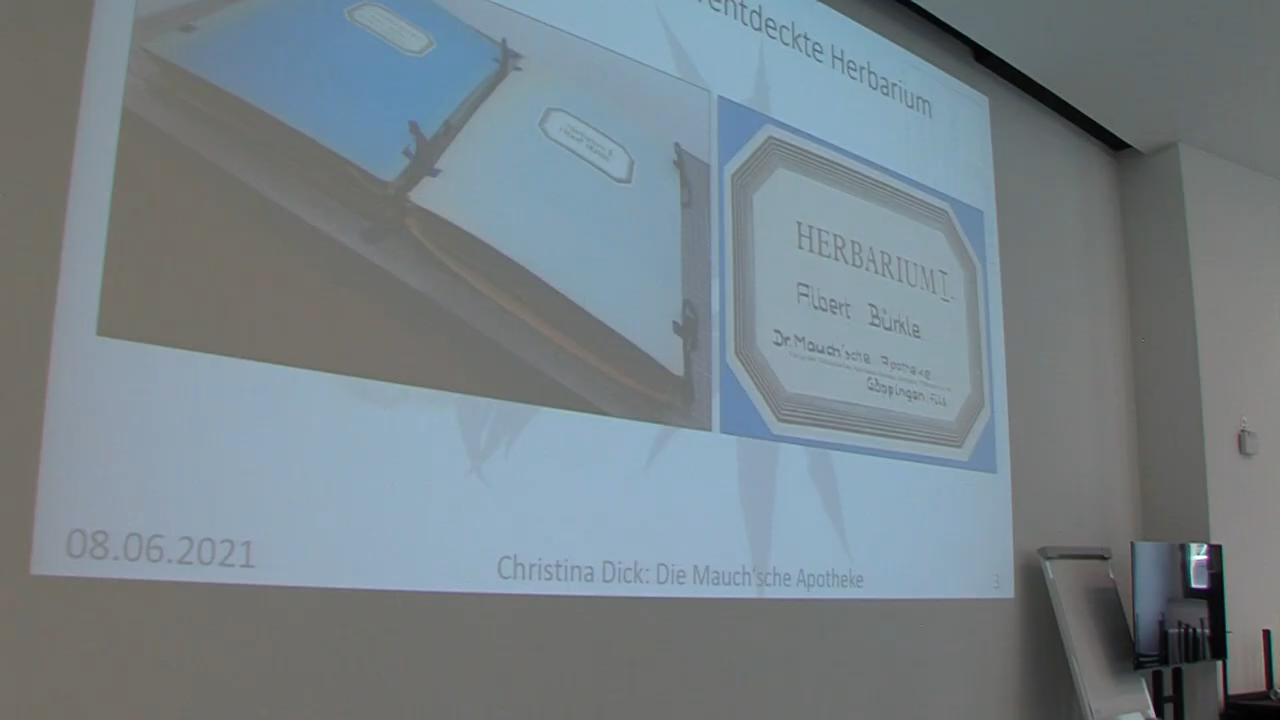 entdeckte Herbarium
HERBARIUM I.
Albert Bürkle
Dr. Mauch'sche Apotheke
Göppingen
08.06.2021
Christina Dick: Die Mauch'sche Apotheke
3